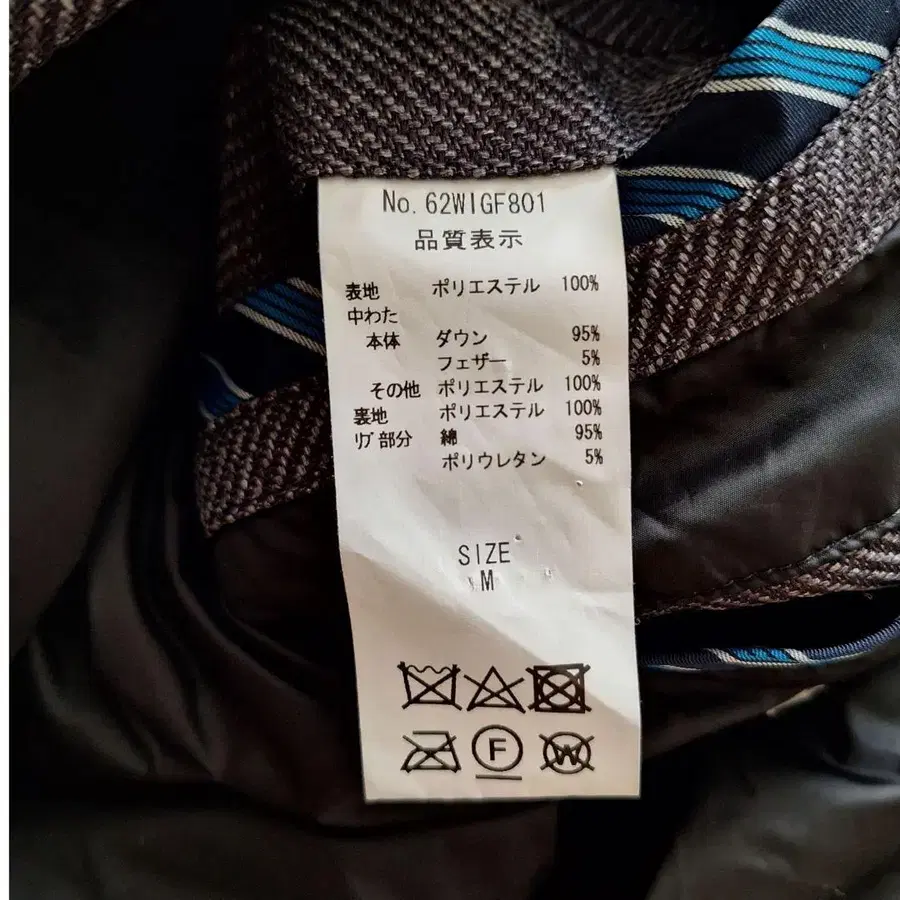 No. 62WIGF801
品質表示
表地 ポリエステル 100%
中わた
本体 ダウン 95%
フェザー 5%
その他 ポリエステル 100%
裏地 ポリエステル 100%
リブ部分 綿 95%
ポリウレタン 5%
SIZE
M
F
W